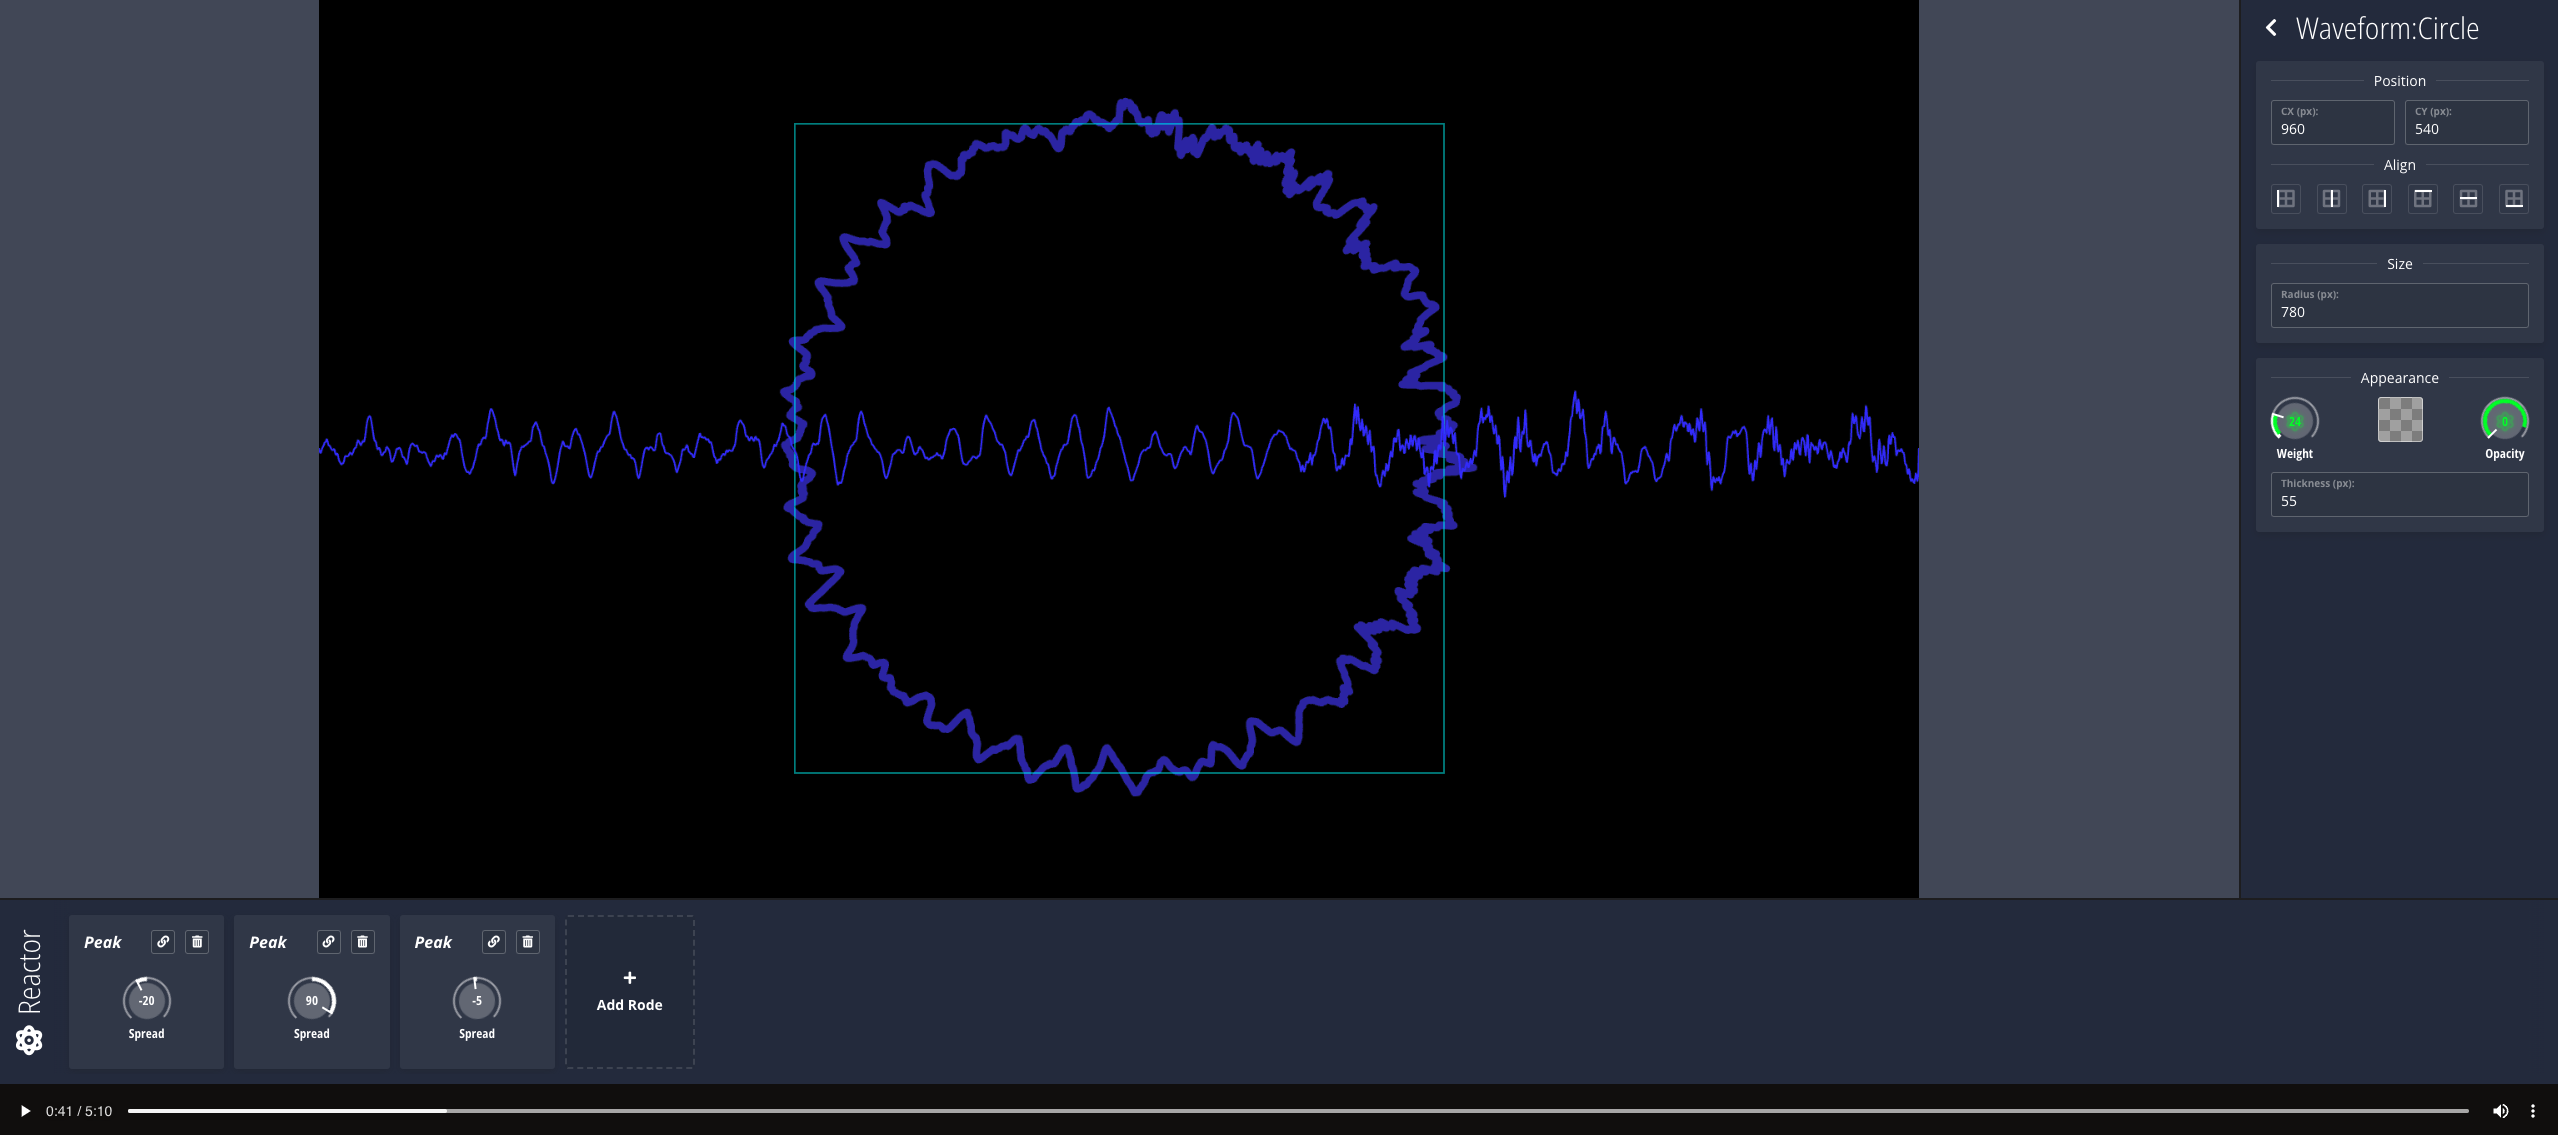 Waveform:Circle
Position
CX (px):
960
CY (px):
540
Align
Size
Radius (px):
780
Appearance
24
Weight
0
Opacity
Thickness (px):
55
Reactor
Peak
-20
Spread
Peak
90
Spread
Peak
-5
Spread
+
Add Rode
0:41 / 5:10